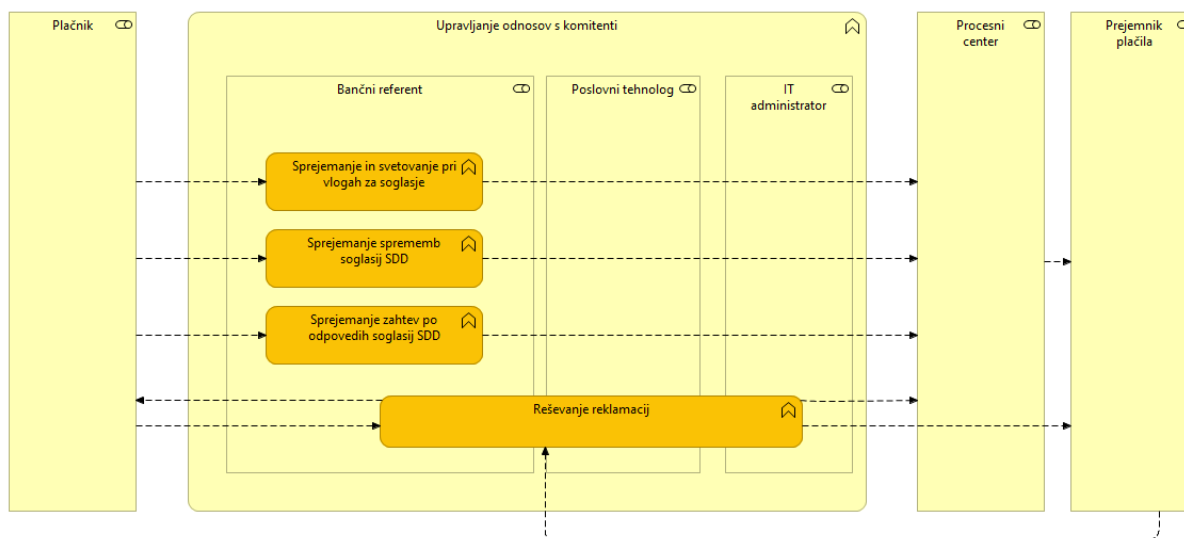 Plačnik
Upravljanje odnosov s komitenti
Procesni
center
Prejemnik
plačila
Bančni referent
Poslovni tehnolog
IT
administrator
Sprejemanje in svetovanje pri
vlogah za soglasje
Sprejemanje sprememb
soglasij SDD
Sprejemanje zahtev po
odpovedih soglasij SDD
Reševanje reklamacij